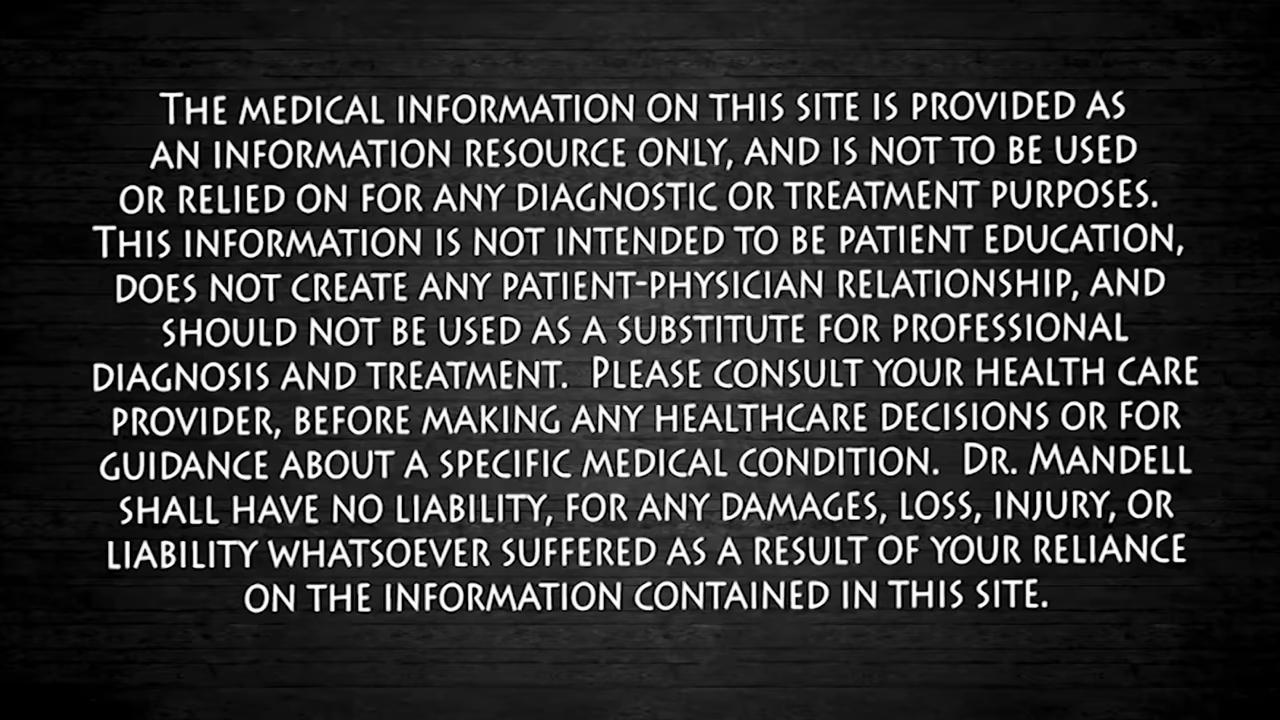 The medical information on this site is provided as
an information resource only, and is not to be used
or relied on for any diagnostic or treatment purposes.
This information is not intended to be patient education,
does not create any patient-physician relationship, and
should not be used as a substitute for professional
diagnosis and treatment.  Please consult your health care
provider, before making any healthcare decisions or for
guidance about a specific medical condition.  Dr. Mandell
shall have no liability, for any damages, loss, injury, or
liability whatsoever suffered as a result of your reliance
on the information contained in this site.